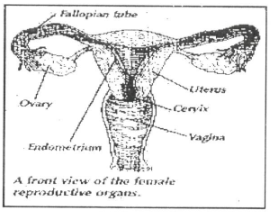 Fallopian tube
Ovary
Uterus
Cervix
Endometrium
Vagina
A front view of the female
reproductive organs.